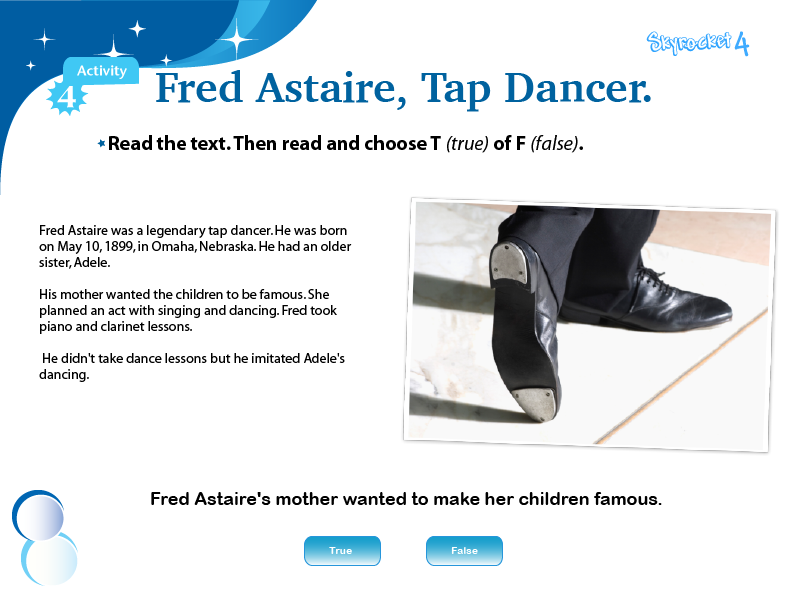 Skyrocket 4
Activity
4
Fred Astaire, Tap Dancer.
Read the text. Then read and choose T (true) of F (false).
Fred Astaire was a legendary tap dancer. He was born
on May 10, 1899, in Omaha, Nebraska. He had an older
sister, Adele.
His mother wanted the children to be famous. She
planned an act with singing and dancing. Fred took
piano and clarinet lessons.
He didn't take dance lessons but he imitated Adele's
dancing.
Fred Astaire's mother wanted to make her children famous.
True
False